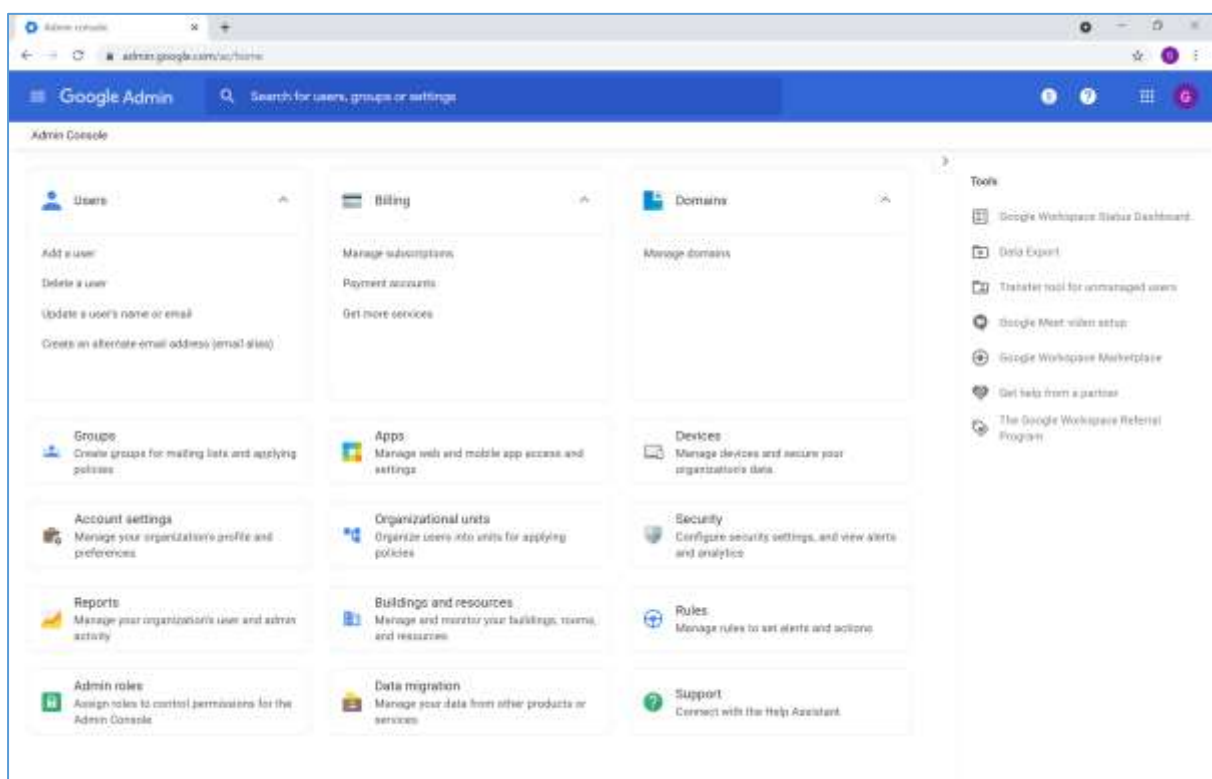 Admin console
admin.google.com/ac/home
Google Admin
Search for users, groups or settings
G
Admin Console
Users
Add a user
Delete a user
Update a user's name or email
Create an alternate email address (email alias)
Billing
Manage subscriptions
Payment accounts
Get more services
Domains
Manage domains
Groups
Create groups for mailing lists and applying
policies
Apps
Manage web and mobile app access and
settings
Devices
Manage devices and secure your
organization's data
Account settings
Manage your organization's profile and
preferences
Organizational units
Organize users into units for applying
policies
Security
Configure security settings, and view alerts
and analytics
Reports
Manage your organization's user and admin
activity
Buildings and resources
Manage and monitor your buildings, rooms,
and resources
Rules
Manage rules to set alerts and actions
Admin roles
Assign roles to control permissions for the
Admin Console
Data migration
Manage your data from other products or
services
Support
Connect with the Help Assistant
Tools
Google Workspace Status Dashboard
Data Export
Transfer tool for unmanaged users
Google Meet video setup
Google Workspace Marketplace
Get help from a partner
The Google Workspace Referral
Program